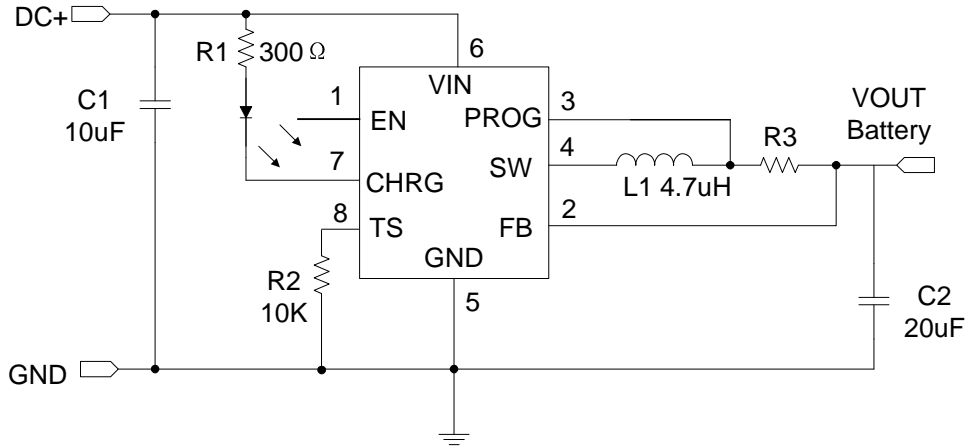 DC+
R1
300 Ω
6
VIN
C1
10uF
1
EN
PROG
3
VOUT
Battery
7
CHRG
SW
4
L1 4.7uH
R3
8
TS
FB
2
GND
5
R2
10K
C2
20uF
GND